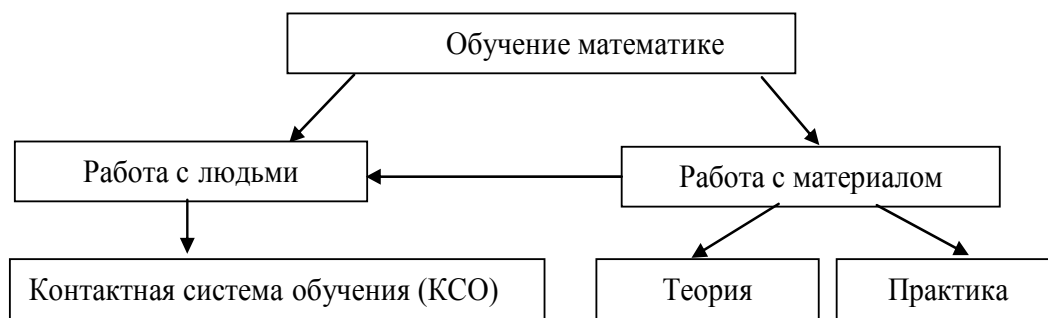 Обучение математике
Работа с людьми
Работа с материалом
Контактная система обучения (КСО)
Теория
Практика